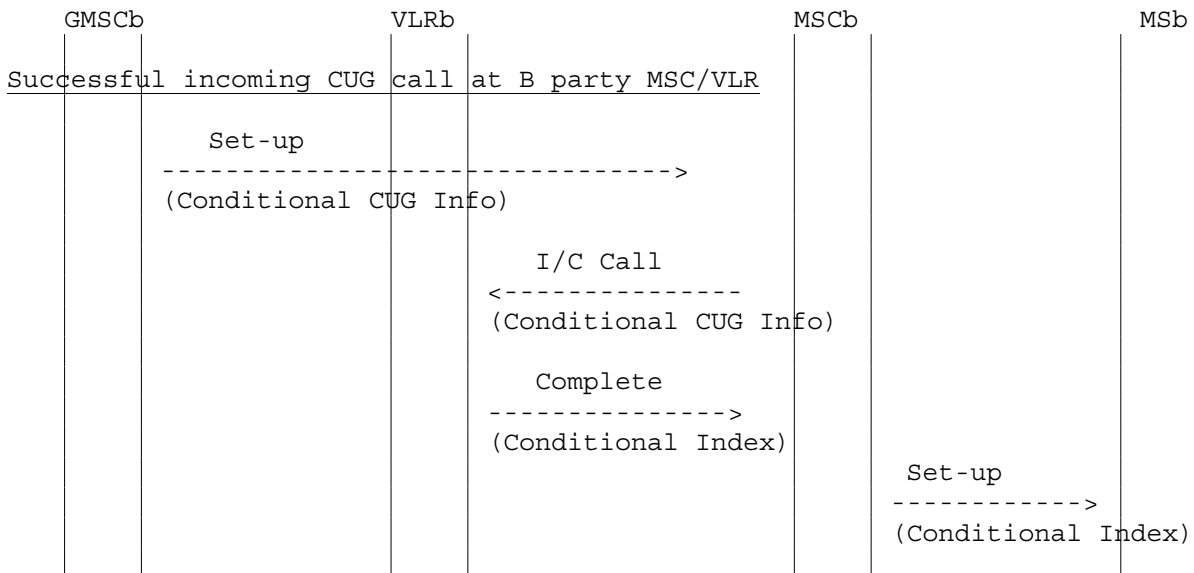 GMSCb VLRb MSCb MSb
Successful incoming CUG call at B party MSC/VLR
Set-up
--------------------------------->
(Conditional CUG Info)
I/C Call
<----------------
(Conditional CUG Info)
Complete
--------------->
(Conditional Index)
Set-up
------------>
(Conditional Index)